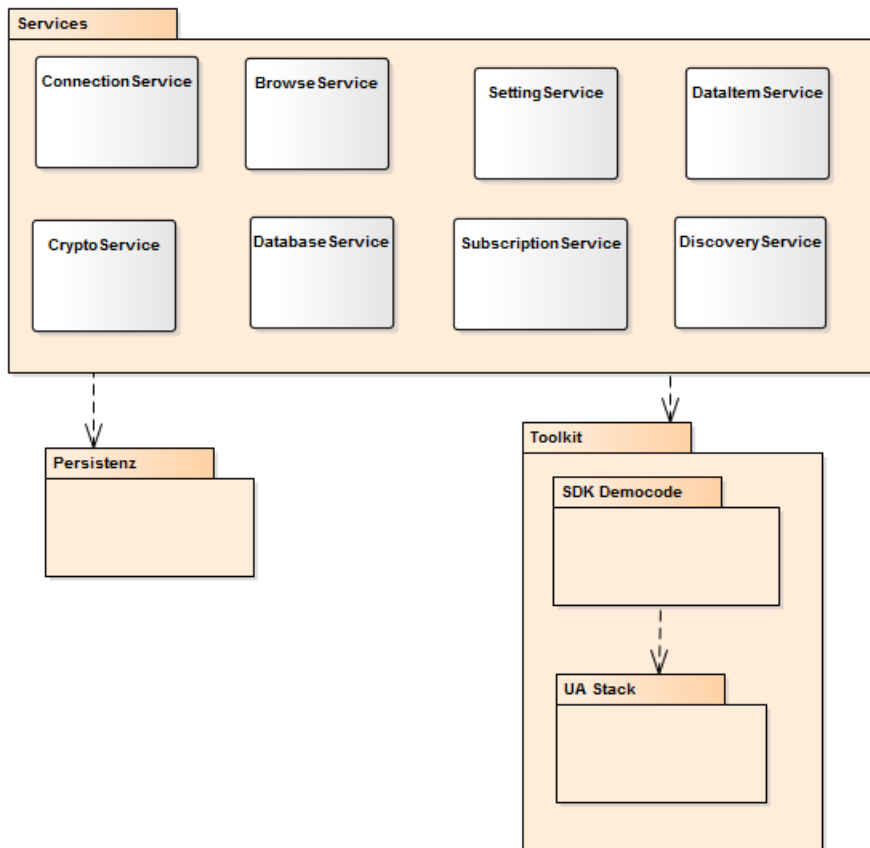 Services
ConnectionService
BrowseService
SettingService
DataItemService
CryptoService
DatabaseService
SubscriptionService
DiscoveryService
Persistenz
Toolkit
SDK Democode
UA Stack